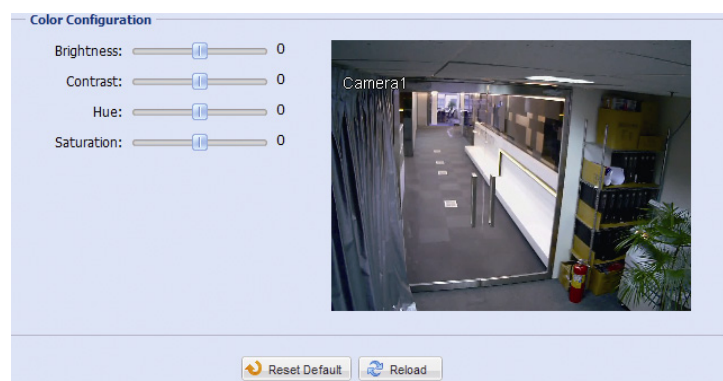 Color Configuration
Brightness: 0
Contrast: 0
Hue: 0
Saturation: 0
Camera1
Reset Default
Reload